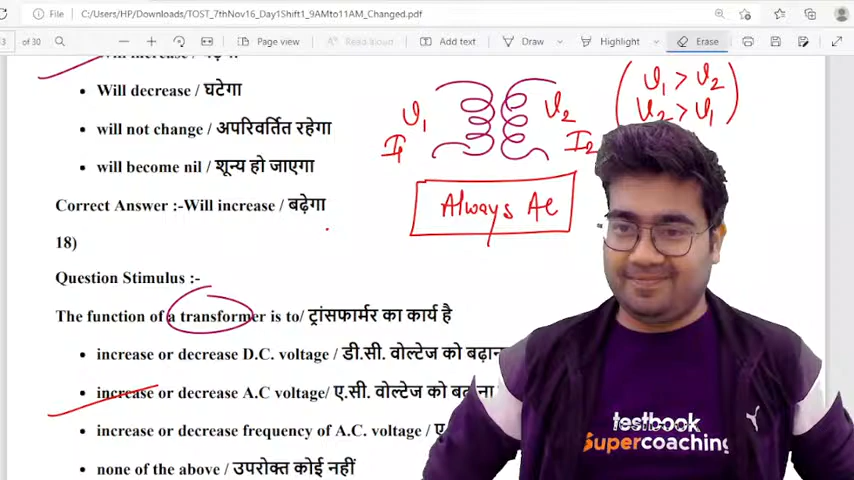 C:/Users/HP/Downloads/TOST_7thNov16_Day1Shift1_9AMto11AM_Changed.pdf
3 of 30
Page view
Read aloud
Add text
Draw
Highlight
Erase
• Will decrease / घटेगा
• will not change / अपरिवर्तित रहेगा
• will become nil / शून्य हो जाएगा
Correct Answer :-Will increase / बढ़ेगा
18)
Question Stimulus :-
The function of a transformer is to/ ट्रांसफार्मर का कार्य है
• increase or decrease D.C. voltage / डी.सी. वोल्टेज को बढ़ाना
• increase or decrease A.C voltage/ ए.सी. वोल्टेज को बढ़ाना
• increase or decrease frequency of A.C. voltage / ए
• none of the above / उपरोक्त कोई नहीं
V1 V2
I1 I2
V1 > V2
V2 > V1
Always AC
testbook
Supercoaching